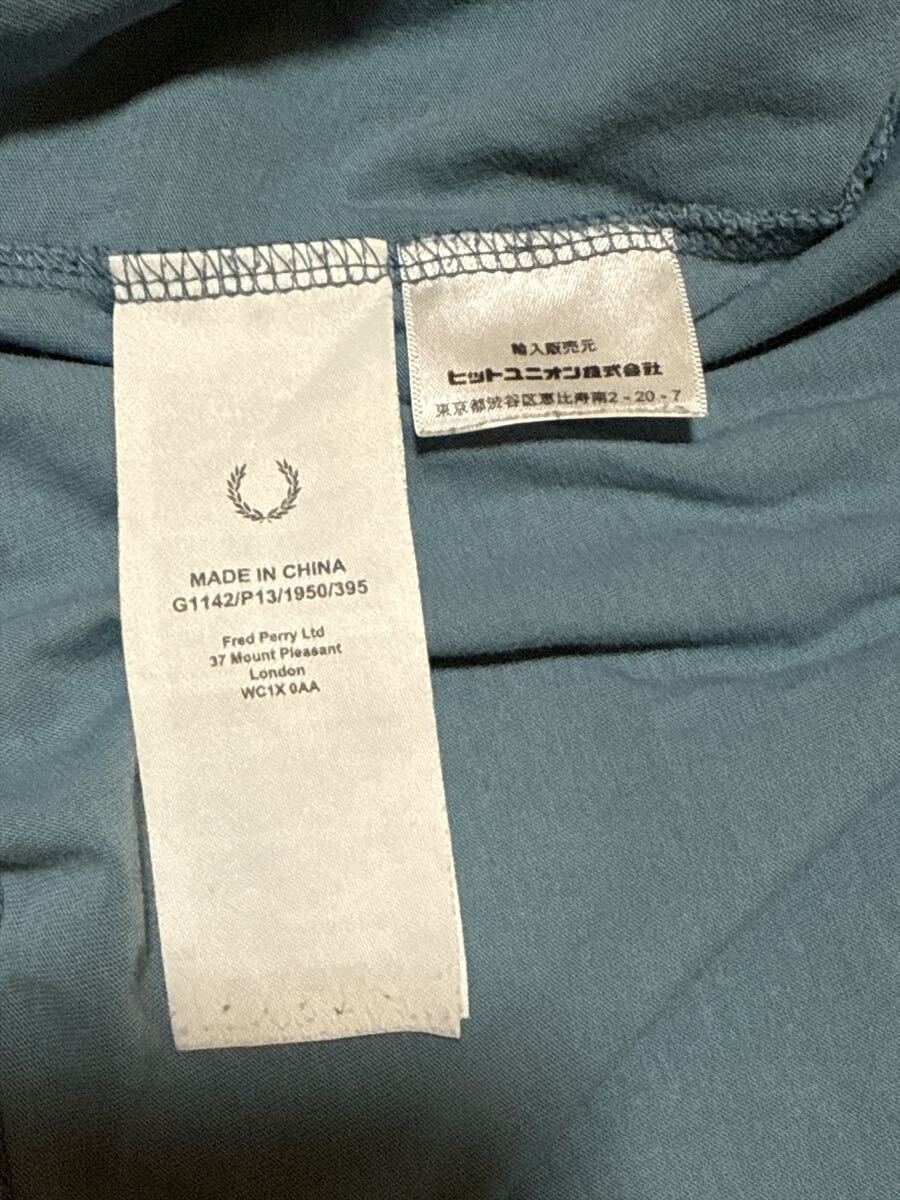 MADE IN CHINA
G1142/P13/1950/395
Fred Perry Ltd
37 Mount Pleasant
London
WC1X 0AA
輸入販売元
ヒットユニオン株式会社
東京都渋谷区恵比寿南2-20-7